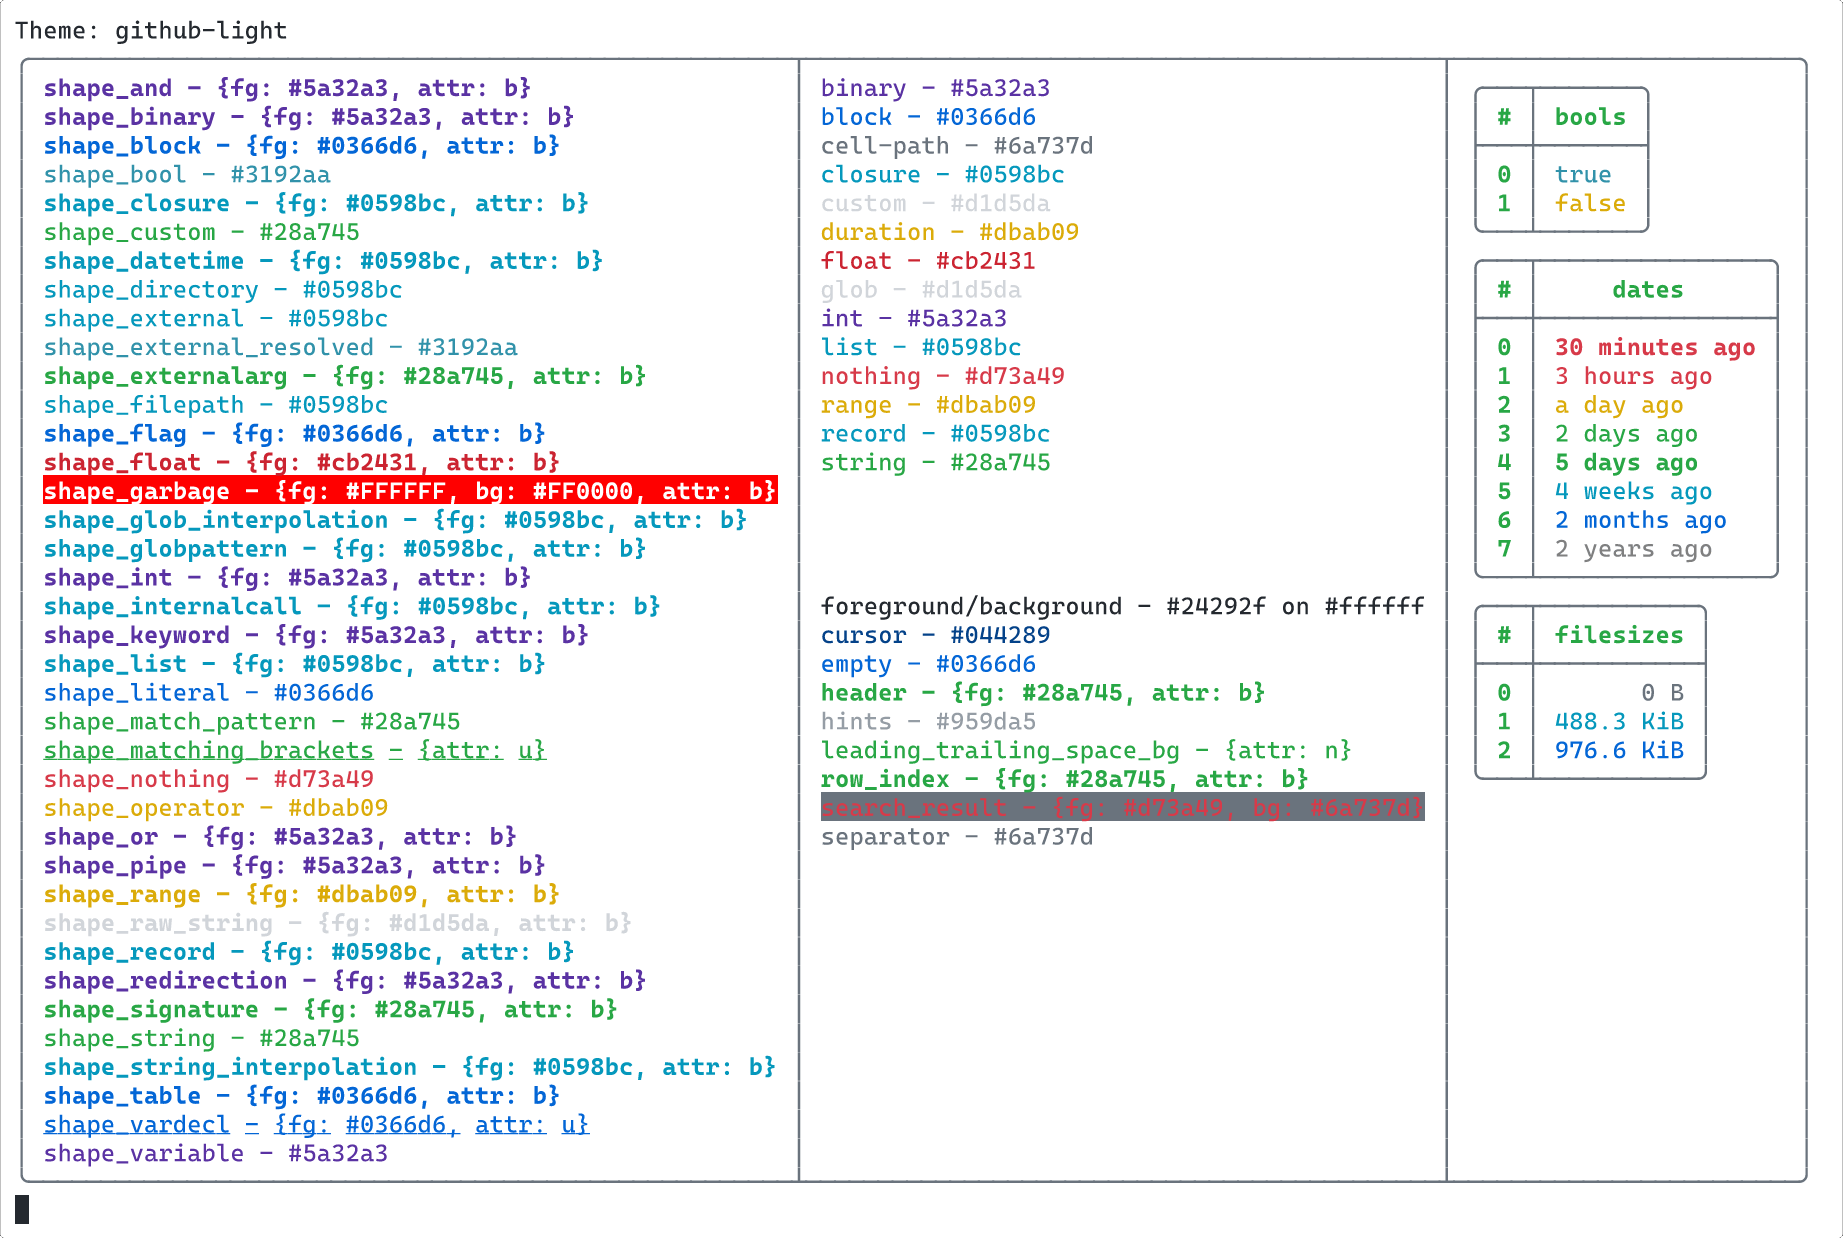 Theme: github-light
shape_and - {fg: #5a32a3, attr: b}
shape_binary - {fg: #5a32a3, attr: b}
shape_block - {fg: #0366d6, attr: b}
shape_bool - #3192aa
shape_closure - {fg: #0598bc, attr: b}
shape_custom - #28a745
shape_datetime - {fg: #0598bc, attr: b}
shape_directory - #0598bc
shape_external - #0598bc
shape_external_resolved - #3192aa
shape_externalarg - {fg: #28a745, attr: b}
shape_filepath - #0598bc
shape_flag - {fg: #0366d6, attr: b}
shape_float - {fg: #cb2431, attr: b}
shape_garbage - {fg: #FFFFFF, bg: #FF0000, attr: b}
shape_glob_interpolation - {fg: #0598bc, attr: b}
shape_globpattern - {fg: #0598bc, attr: b}
shape_int - {fg: #5a32a3, attr: b}
shape_internalcall - {fg: #0598bc, attr: b}
shape_keyword - {fg: #5a32a3, attr: b}
shape_list - {fg: #0598bc, attr: b}
shape_literal - #0366d6
shape_match_pattern - #28a745
shape_matching_brackets - {attr: u}
shape_nothing - #d73a49
shape_operator - #dbab09
shape_or - {fg: #5a32a3, attr: b}
shape_pipe - {fg: #5a32a3, attr: b}
shape_range - {fg: #dbab09, attr: b}
shape_raw_string - {fg: #d1d5da, attr: b}
shape_record - {fg: #0598bc, attr: b}
shape_redirection - {fg: #5a32a3, attr: b}
shape_signature - {fg: #28a745, attr: b}
shape_string - #28a745
shape_string_interpolation - {fg: #0598bc, attr: b}
shape_table - {fg: #0366d6, attr: b}
shape_vardecl - {fg: #0366d6, attr: u}
shape_variable - #5a32a3
binary - #5a32a3
block - #0366d6
cell-path - #6a737d
closure - #0598bc
custom - #d1d5da
duration - #dbab09
float - #cb2431
glob - #d1d5da
int - #5a32a3
list - #0598bc
nothing - #d73a49
range - #dbab09
record - #0598bc
string - #28a745
foreground/background - #24292f on #ffffff
cursor - #044289
empty - #0366d6
header - {fg: #28a745, attr: b}
hints - #959da5
leading_trailing_space_bg - {attr: n}
row_index - {fg: #28a745, attr: b}
search_result - {fg: #d73a49, bg: #6a737d}
separator - #6a737d
# bools
0 true
1 false
# dates
0 30 minutes ago
1 3 hours ago
2 a day ago
3 2 days ago
4 5 days ago
5 4 weeks ago
6 2 months ago
7 2 years ago
# filesizes
0 0 B
1 488.3 KiB
2 976.6 KiB